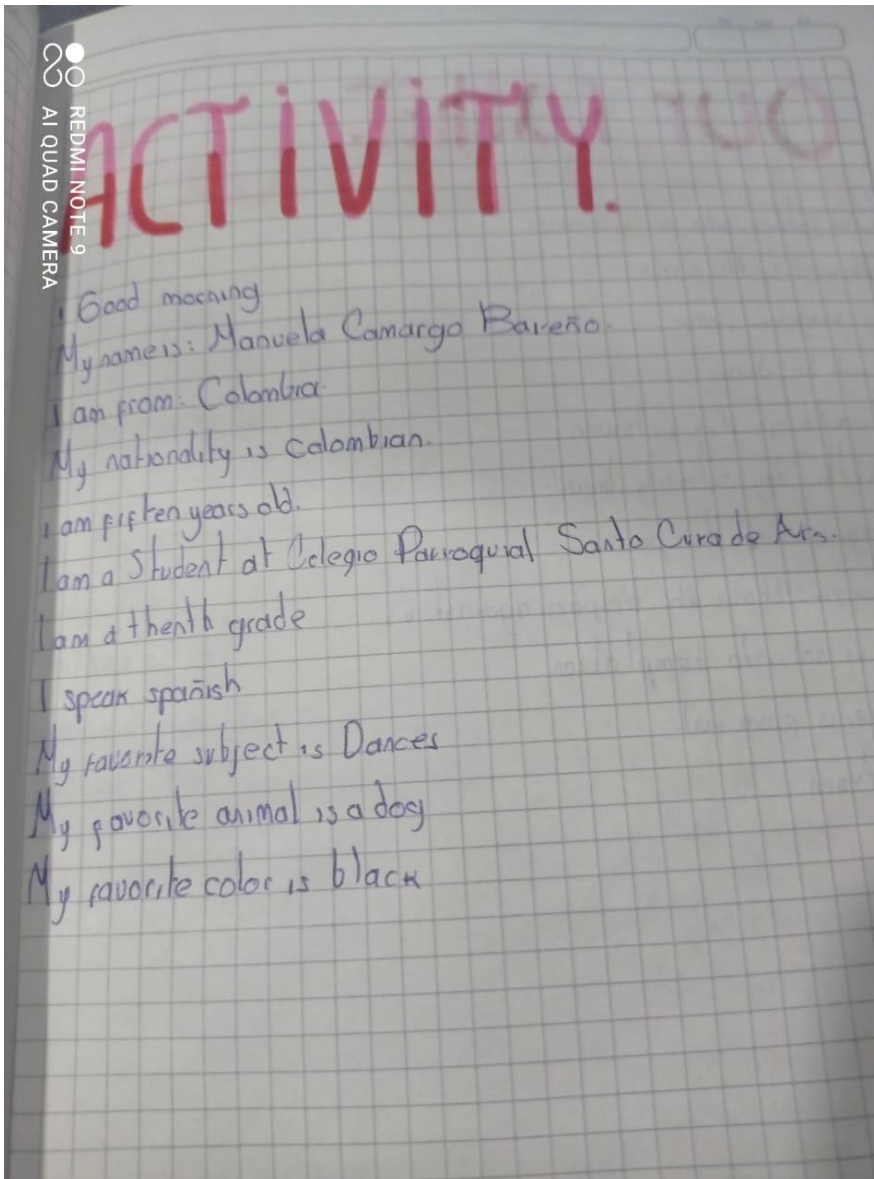 REDMI NOTE 9
AI QUAD CAMERA
ACTIVITY.
Good morning
My name is: Manuela Camargo Bareño.
I am from: Colombia.
My nationality is colombian.
I am fiften years old.
I am a Student at Colegio Parroquial Santo Cura de Ars.
I am a thenth grade
I speak spañish
My favorite subject is Dances
My favorite animal is a dog
My favorite color is black